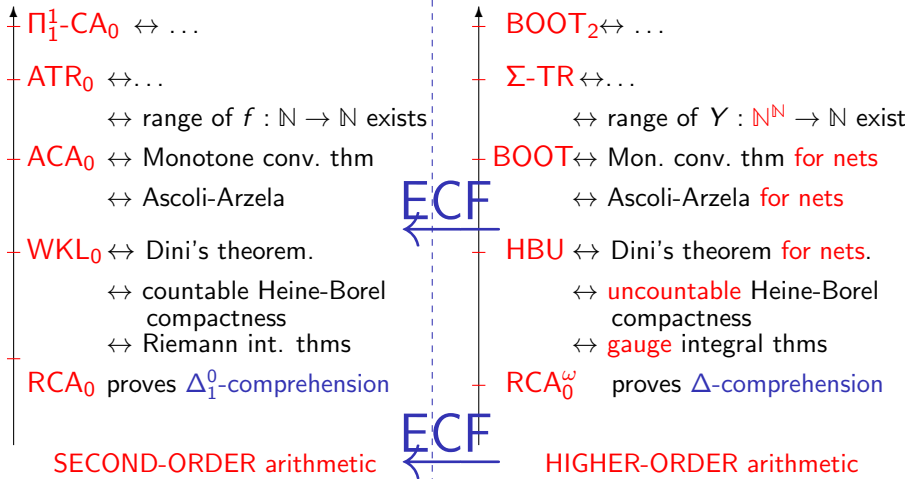 Π₁¹-CA₀ ↔ ...
ATR₀ ↔...
↔ range of f : ℕ → ℕ exists
ACA₀ ↔ Monotone conv. thm
↔ Ascoli-Arzela
WKL₀ ↔ Dini's theorem.
↔ countable Heine-Borel
compactness
↔ Riemann int. thms
RCA₀ proves Δ₁⁰-comprehension
SECOND-ORDER arithmetic
ECF
ECF
BOOT₂↔ ...
Σ-TR ↔...
↔ range of Y : ℕ^ℕ → ℕ exist
BOOT↔ Mon. conv. thm for nets
↔ Ascoli-Arzela for nets
HBU ↔ Dini's theorem for nets.
↔ uncountable Heine-Borel
compactness
↔ gauge integral thms
RCA₀^ω proves Δ-comprehension
HIGHER-ORDER arithmetic